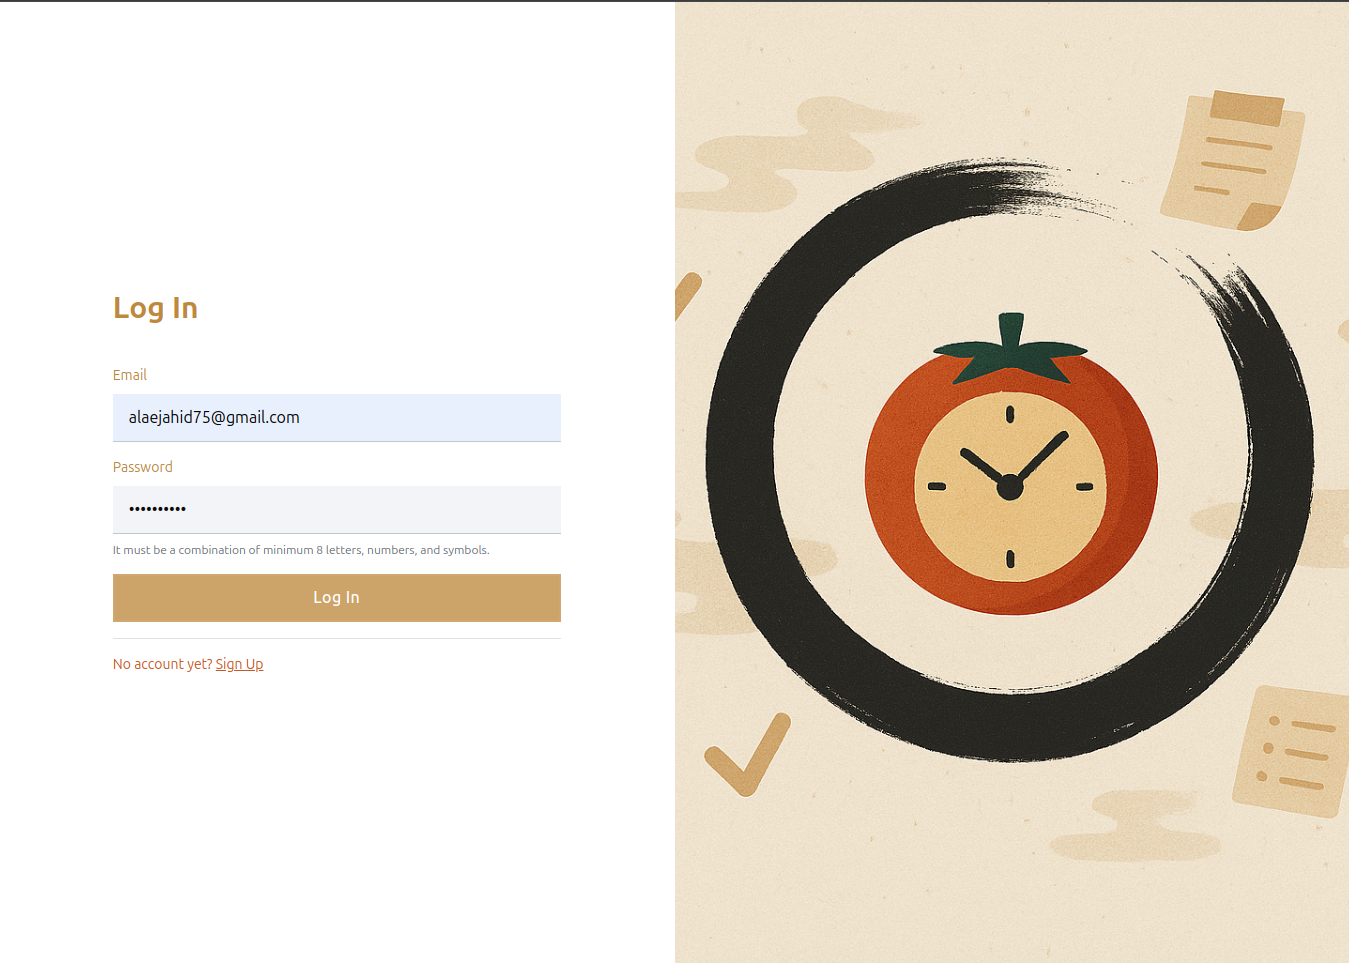 Log In
Email
alaejahid75@gmail.com
Password
••••••••••
It must be a combination of minimum 8 letters, numbers, and symbols.
Log In
No account yet? Sign Up